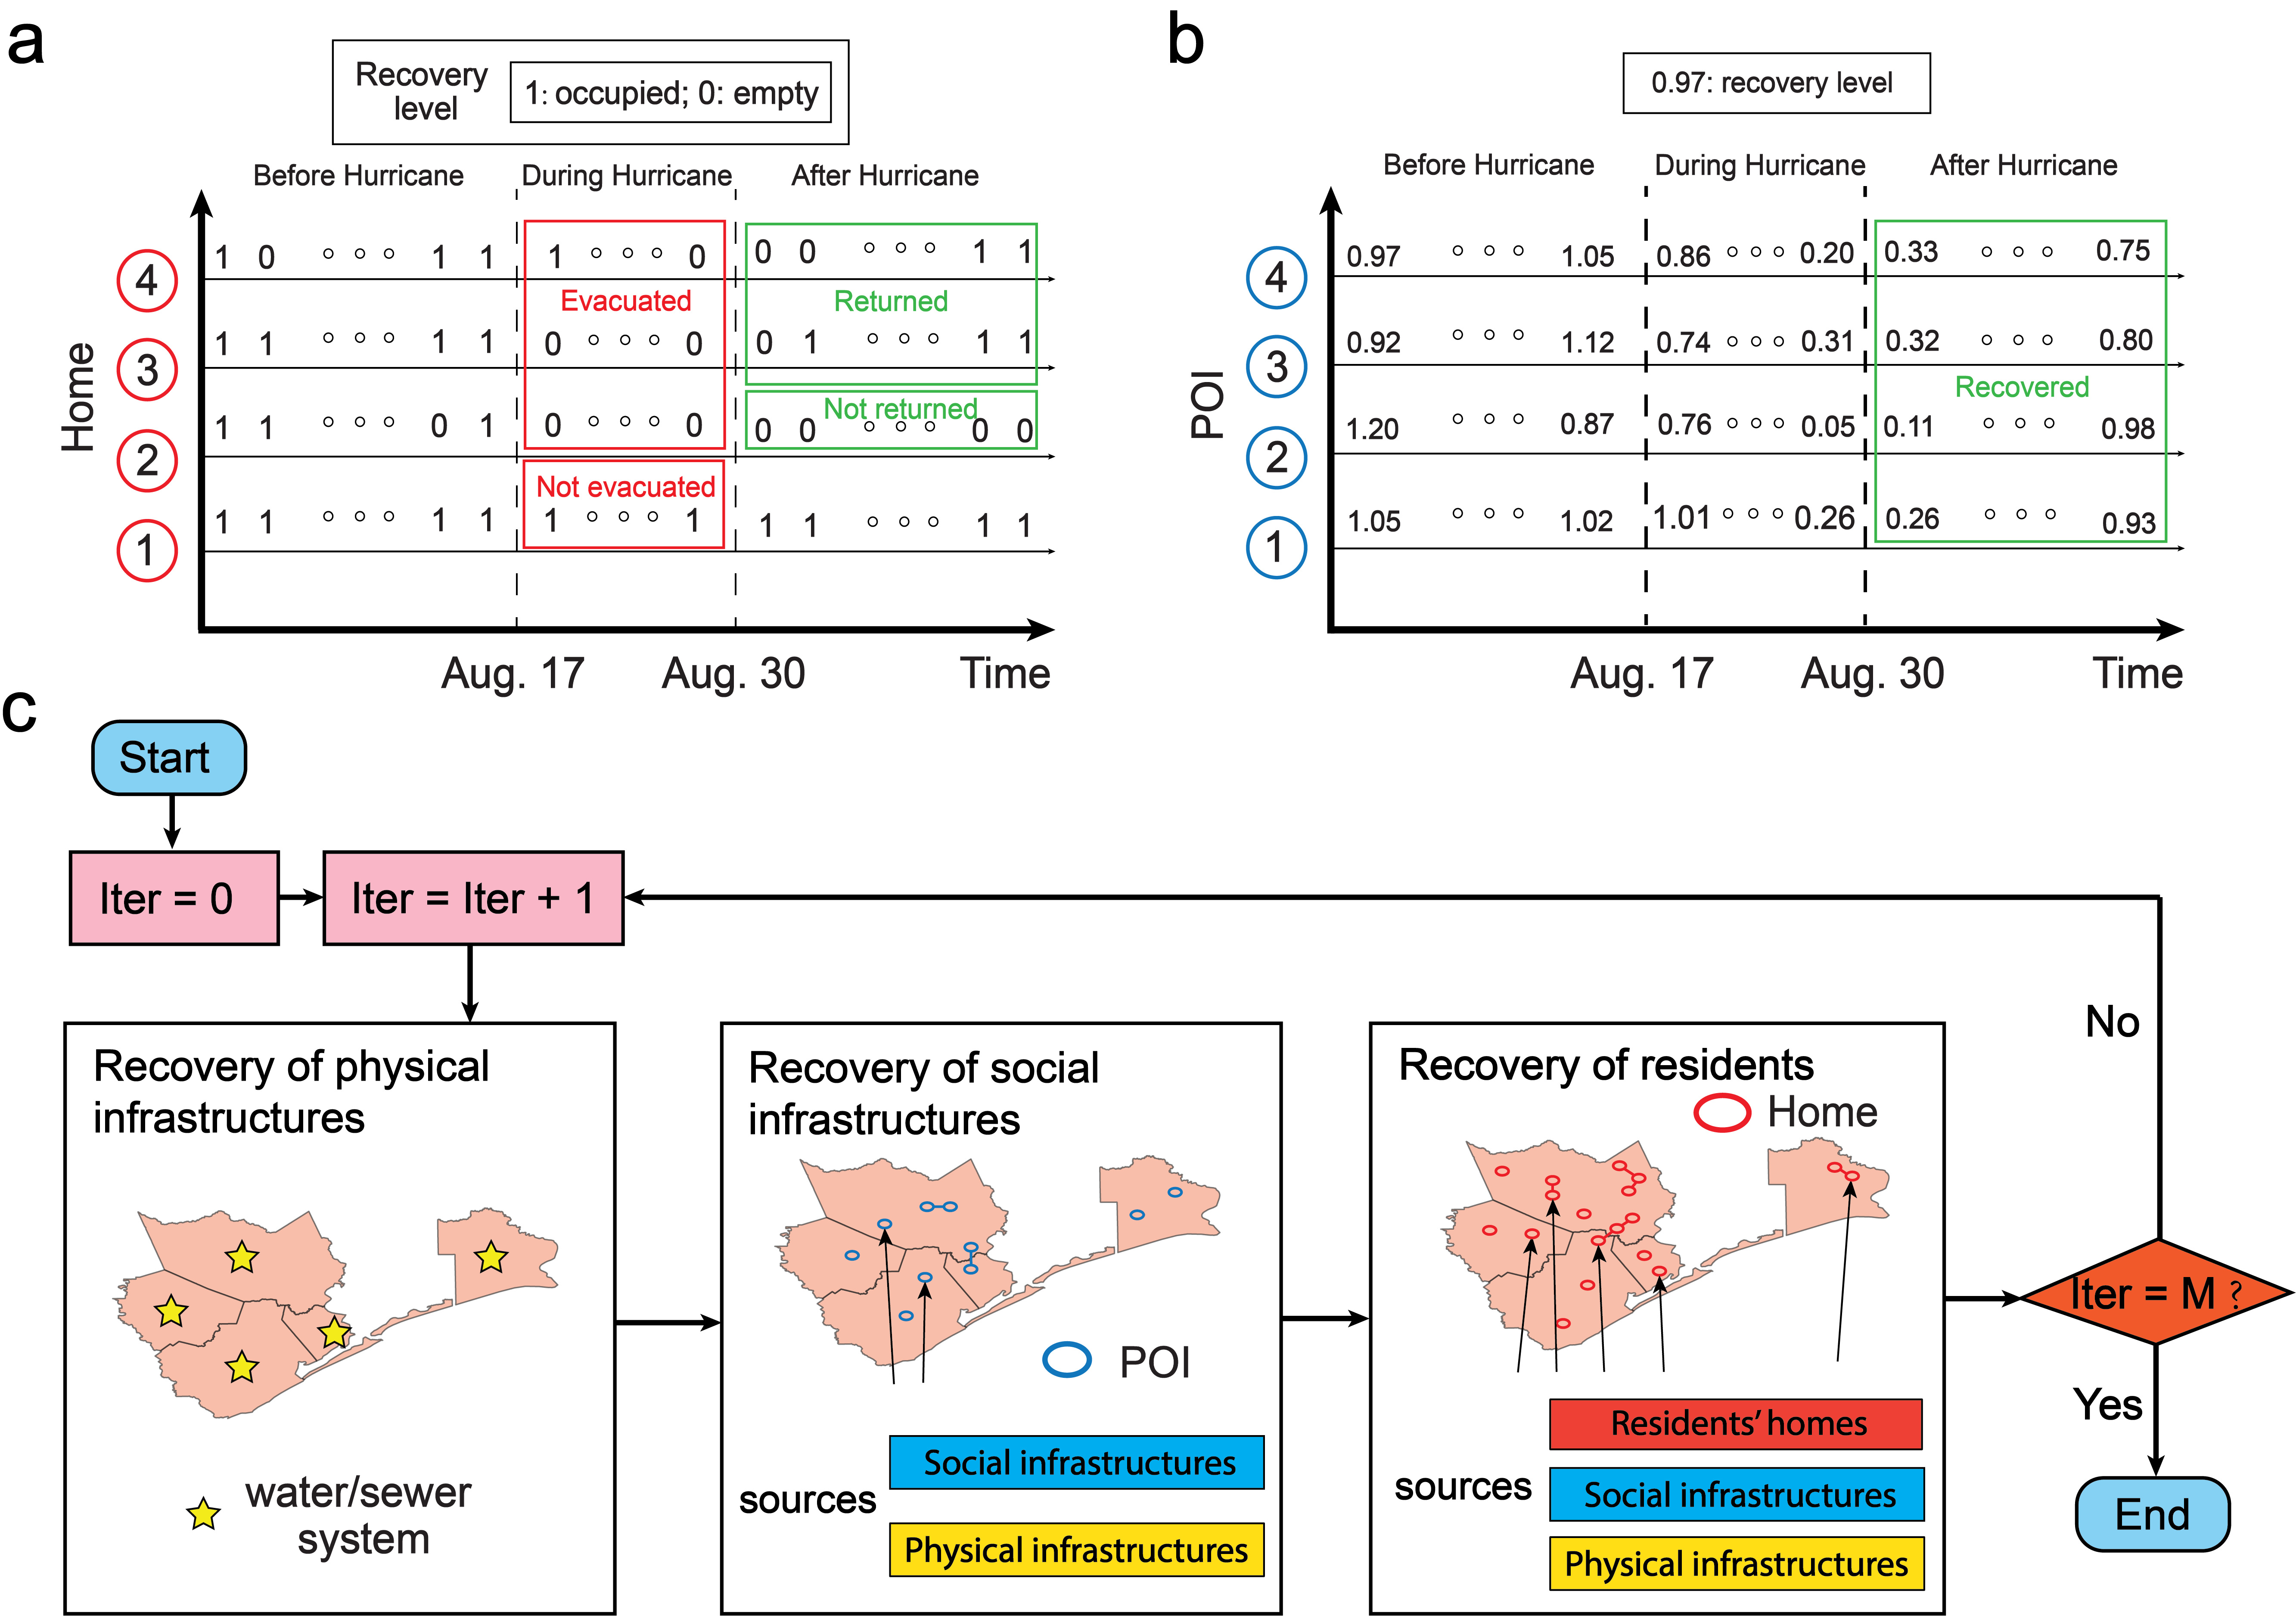 a
Recovery
level
1: occupied; 0: empty
Before Hurricane
During Hurricane
After Hurricane
Home
4
1 0 ° ° ° 1 1
1 ° ° ° 0
0 0 ° ° ° 1 1
Evacuated
Returned
3
1 1 ° ° ° 1 1
0 ° ° ° 0
0 1 ° ° ° 1 1
2
1 1 ° ° ° 0 1
0 ° ° ° 0
Not returned
0 0 ° ° ° 0 0
Not evacuated
1
1 1 ° ° ° 1 1
1 ° ° ° 1
1 1 ° ° ° 1 1
Aug. 17
Aug. 30
Time
b
0.97: recovery level
Before Hurricane
During Hurricane
After Hurricane
POI
4
0.97 ° ° ° 1.05
0.86 ° ° ° 0.20
0.33 ° ° ° 0.75
3
0.92 ° ° ° 1.12
0.74 ° ° ° 0.31
0.32 ° ° ° 0.80
Recovered
2
1.20 ° ° ° 0.87
0.76 ° ° ° 0.05
0.11 ° ° ° 0.98
1
1.05 ° ° ° 1.02
1.01 ° ° ° 0.26
0.26 ° ° ° 0.93
Aug. 17
Aug. 30
Time
c
Start
Iter = 0
Iter = Iter + 1
Recovery of physical
infrastructures
water/sewer
system
Recovery of social
infrastructures
POI
sources
Social infrastructures
Physical infrastructures
Recovery of residents
Home
sources
Residents’ homes
Social infrastructures
Physical infrastructures
No
Iter = M ?
Yes
End